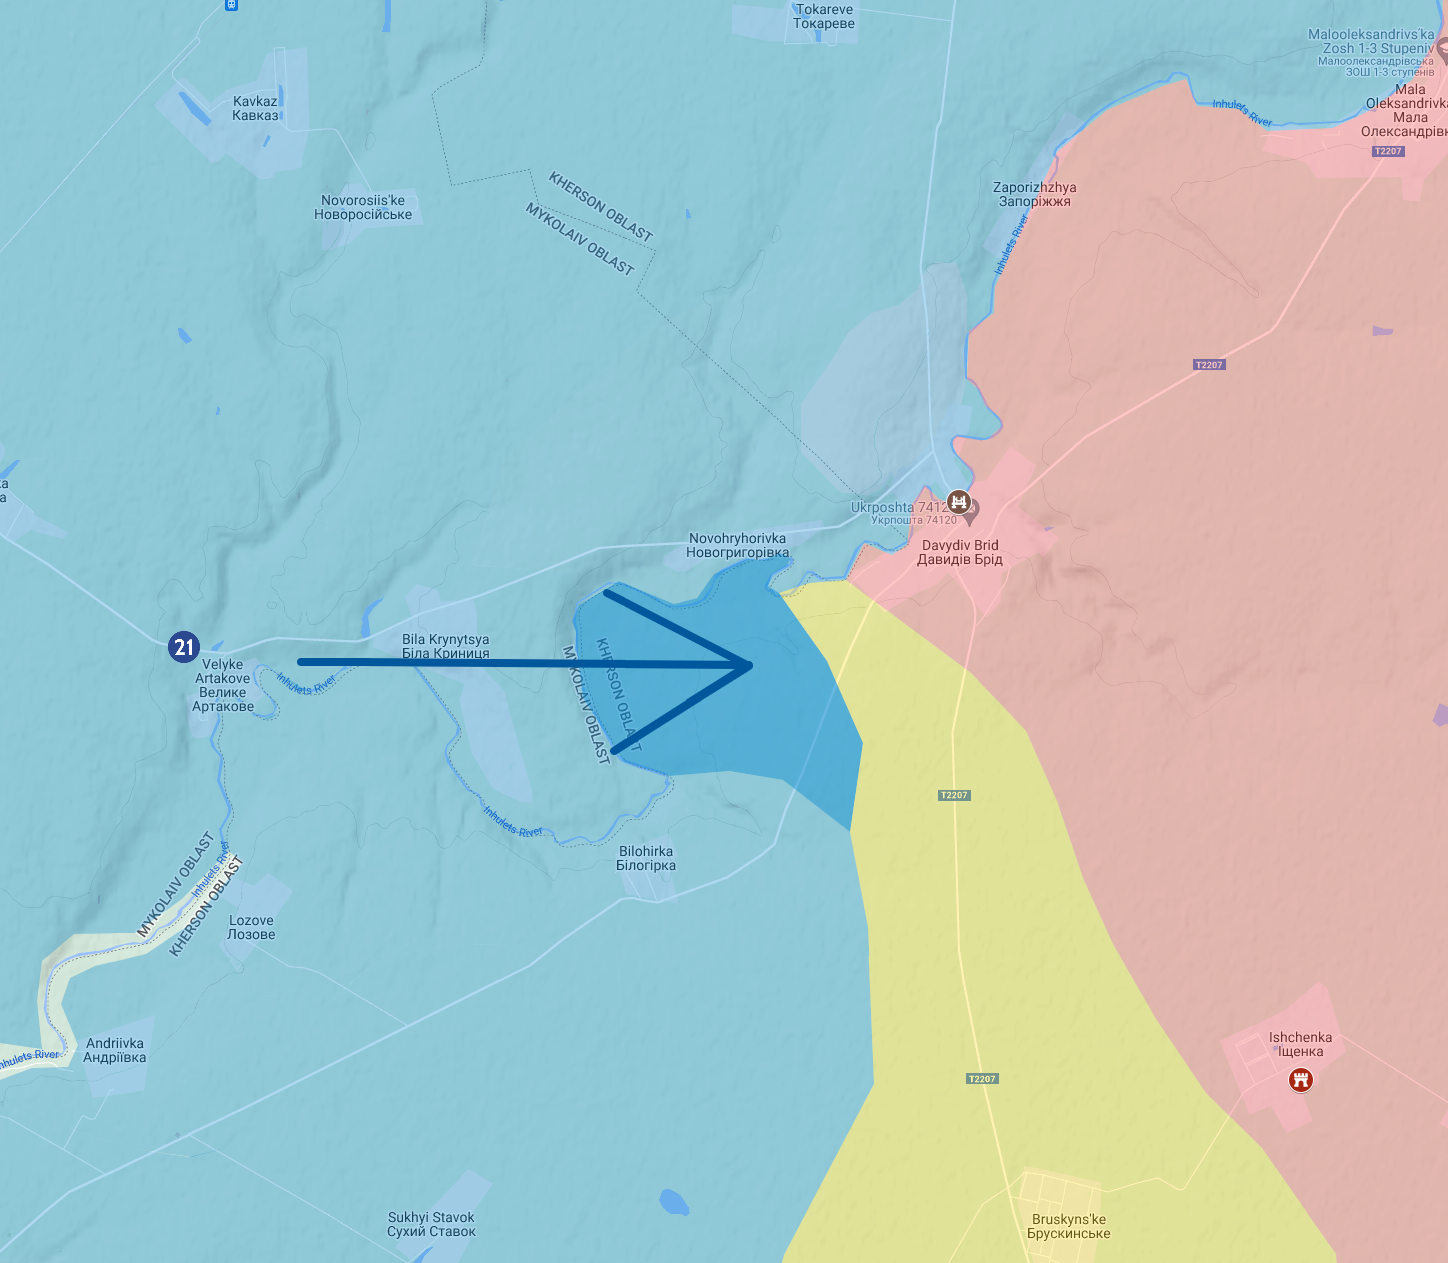 Tokareve
Токареве
Malooleksandrivs'ka
Zosh 1-3 Stupeniv
Малоолександрівська
ЗОШ 1-3 ступенів
Mala
Oleksandrivka
Мала
Олександрівк
T2207
Kavkaz
Кавказ
Inhulets River
Novorosiis'ke
Новоросійське
KHERSON OBLAST
MYKOLAIV OBLAST
Zaporizhzhya
Запоріжжя
Inhulets River
T2207
ka
а
Ukrposhta 7412
Укрпошта 74120
Novohryhorivka
Новогригорівка
Davydiv Brid
Давидів Брід
21
Bila Krynytsya
Біла Криниця
Velyke
Artakove
Велике
Артакове
Inhulets River
MYKOLAIV OBLAST
KHERSON OBLAST
T2207
Inhulets River
MYKOLAIV OBLAST
Inhulets River
KHERSON OBLAST
Bilohirka
Білогірка
Lozove
Лозове
Andriivka
Андріївка
nhulets River
Ishchenka
Іщенка
T2207
Sukhyi Stavok
Сухий Ставок
Bruskyns'ke
Брускинське